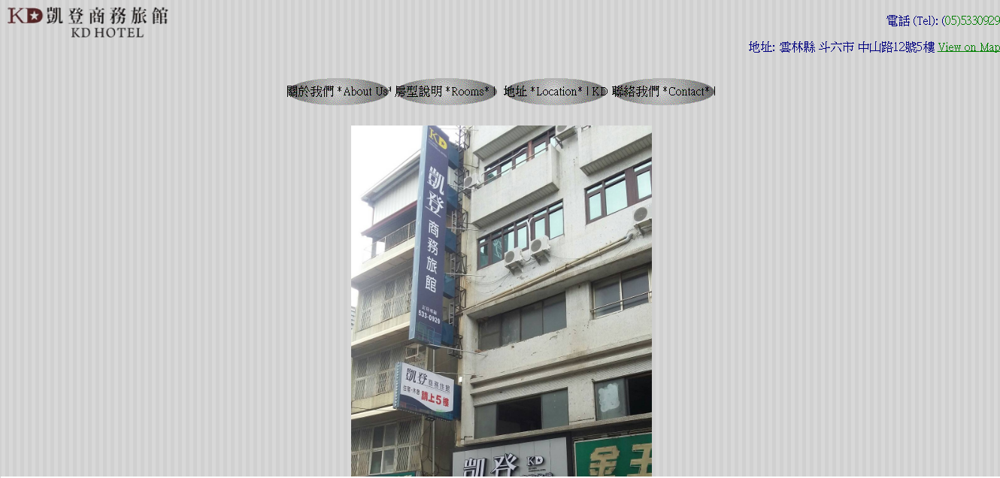 KD凱登商務旅館
KD HOTEL
電話 (Tel): (05)5330929
地址: 雲林縣 斗六市 中山路12號5樓 View on Map
關於我們 *About Us*
房型說明 *Rooms* |
地址 *Location* | KD
聯絡我們 *Contact* |
KD
凱登商務旅館
533-0929
凱登商務旅館
住宿·休息 請上5樓
凱登 KD
金玉